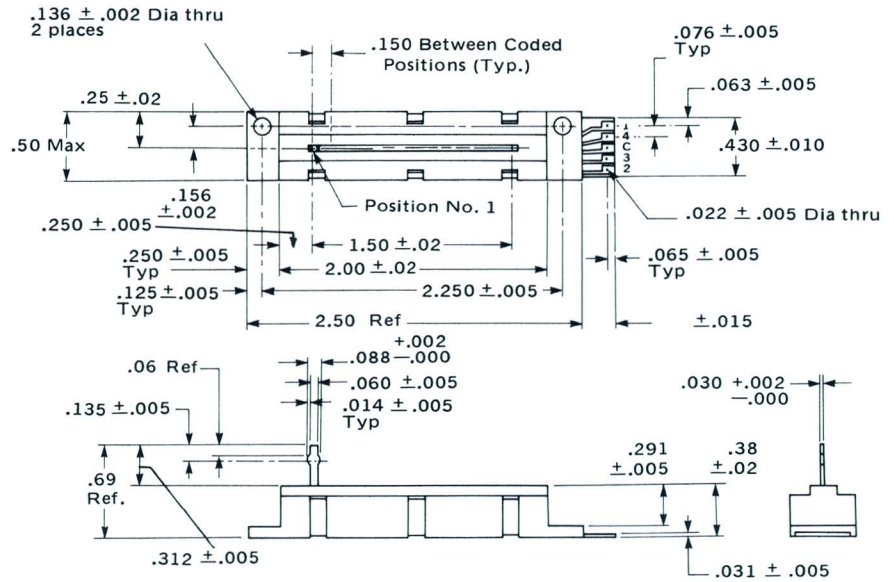 .136 ± .002 Dia thru
2 places
.150 Between Coded
Positions (Typ.)
.076 ± .005
Typ
.063 ± .005
.25 ± .02
.50 Max
1
4
C
3
2
.430 ± .010
.156
± .002
Position No. 1
.022 ± .005 Dia thru
.250 ± .005
1.50 ± .02
.250 ± .005
Typ
2.00 ± .02
.065 ± .005
Typ
.125 ± .005
Typ
2.250 ± .005
2.50 Ref
± .015
+.002
.088 —.000
.06 Ref
.060 ± .005
.030 +.002
—.000
.135 ± .005
.014 ± .005
Typ
.291
± .005
.38
± .02
.69
Ref.
.312 ± .005
.031 ± .005